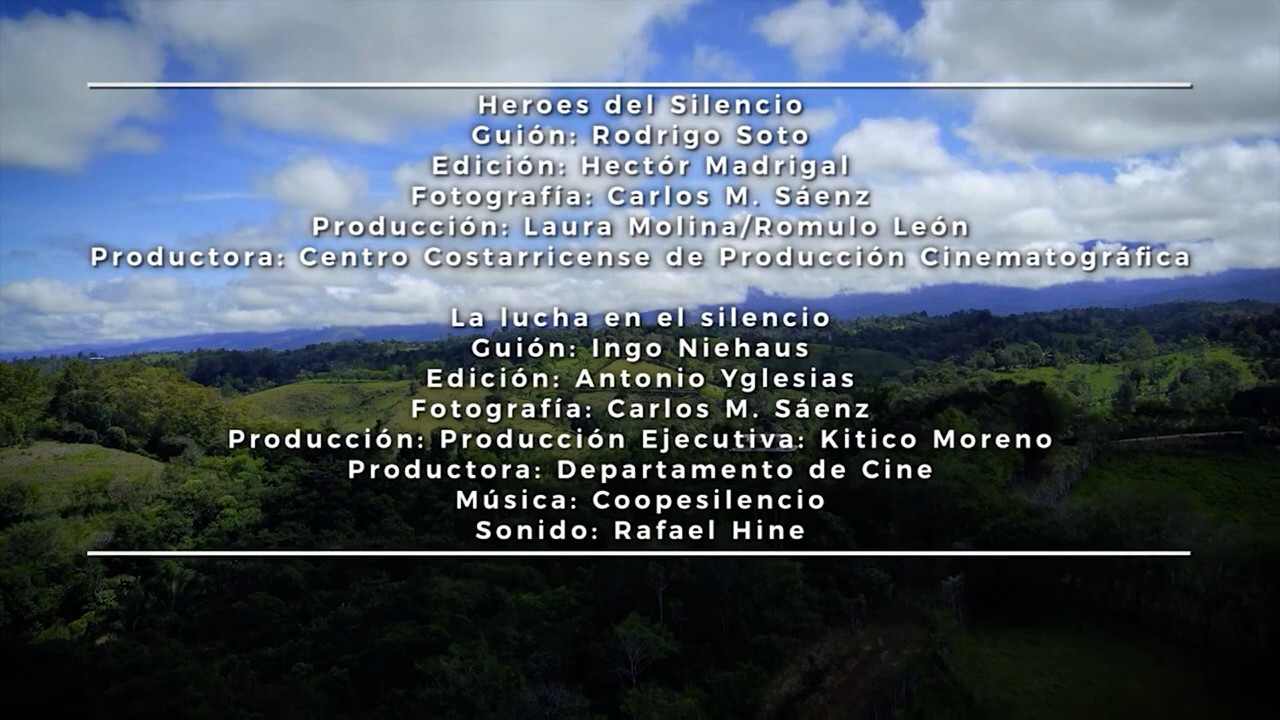 Heroes del Silencio
Guión: Rodrigo Soto
Edición: Hectór Madrigal
Fotografía: Carlos M. Sáenz
Producción: Laura Molina/Romulo León
Productora: Centro Costarricense de Producción Cinematográfica
La lucha en el silencio
Guión: Ingo Niehaus
Edición: Antonio Yglesias
Fotografía: Carlos M. Sáenz
Producción: Producción Ejecutiva: Kitico Moreno
Productora: Departamento de Cine
Música: Coopesilencio
Sonido: Rafael Hine